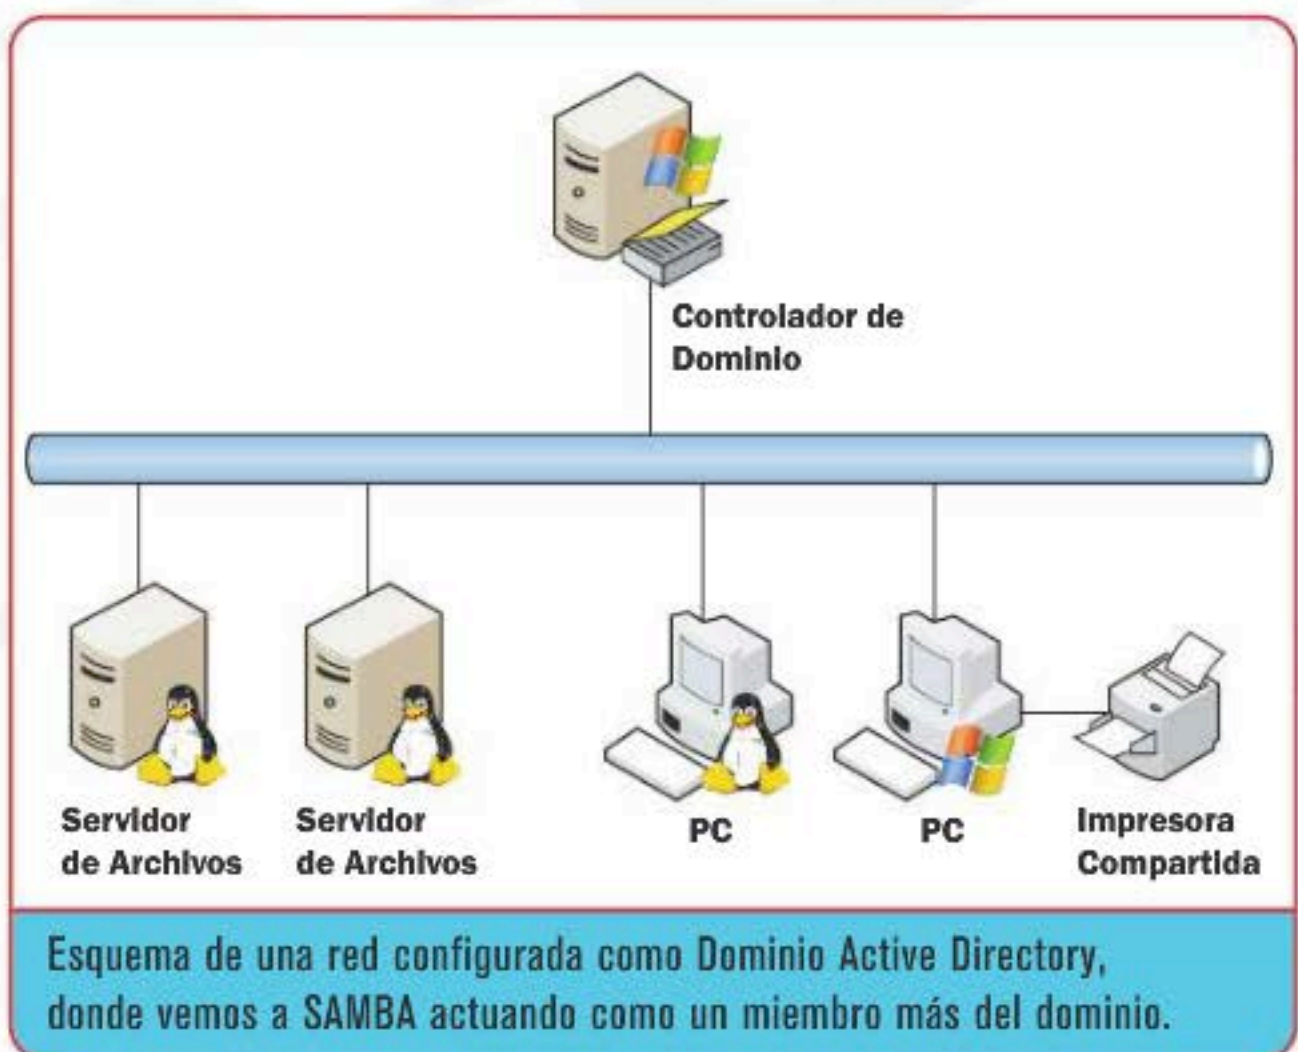 Controlador de
Dominio
Servidor
de Archivos
Servidor
de Archivos
PC
PC
Impresora
Compartida
Esquema de una red configurada como Dominio Active Directory,
donde vemos a SAMBA actuando como un miembro más del dominio.